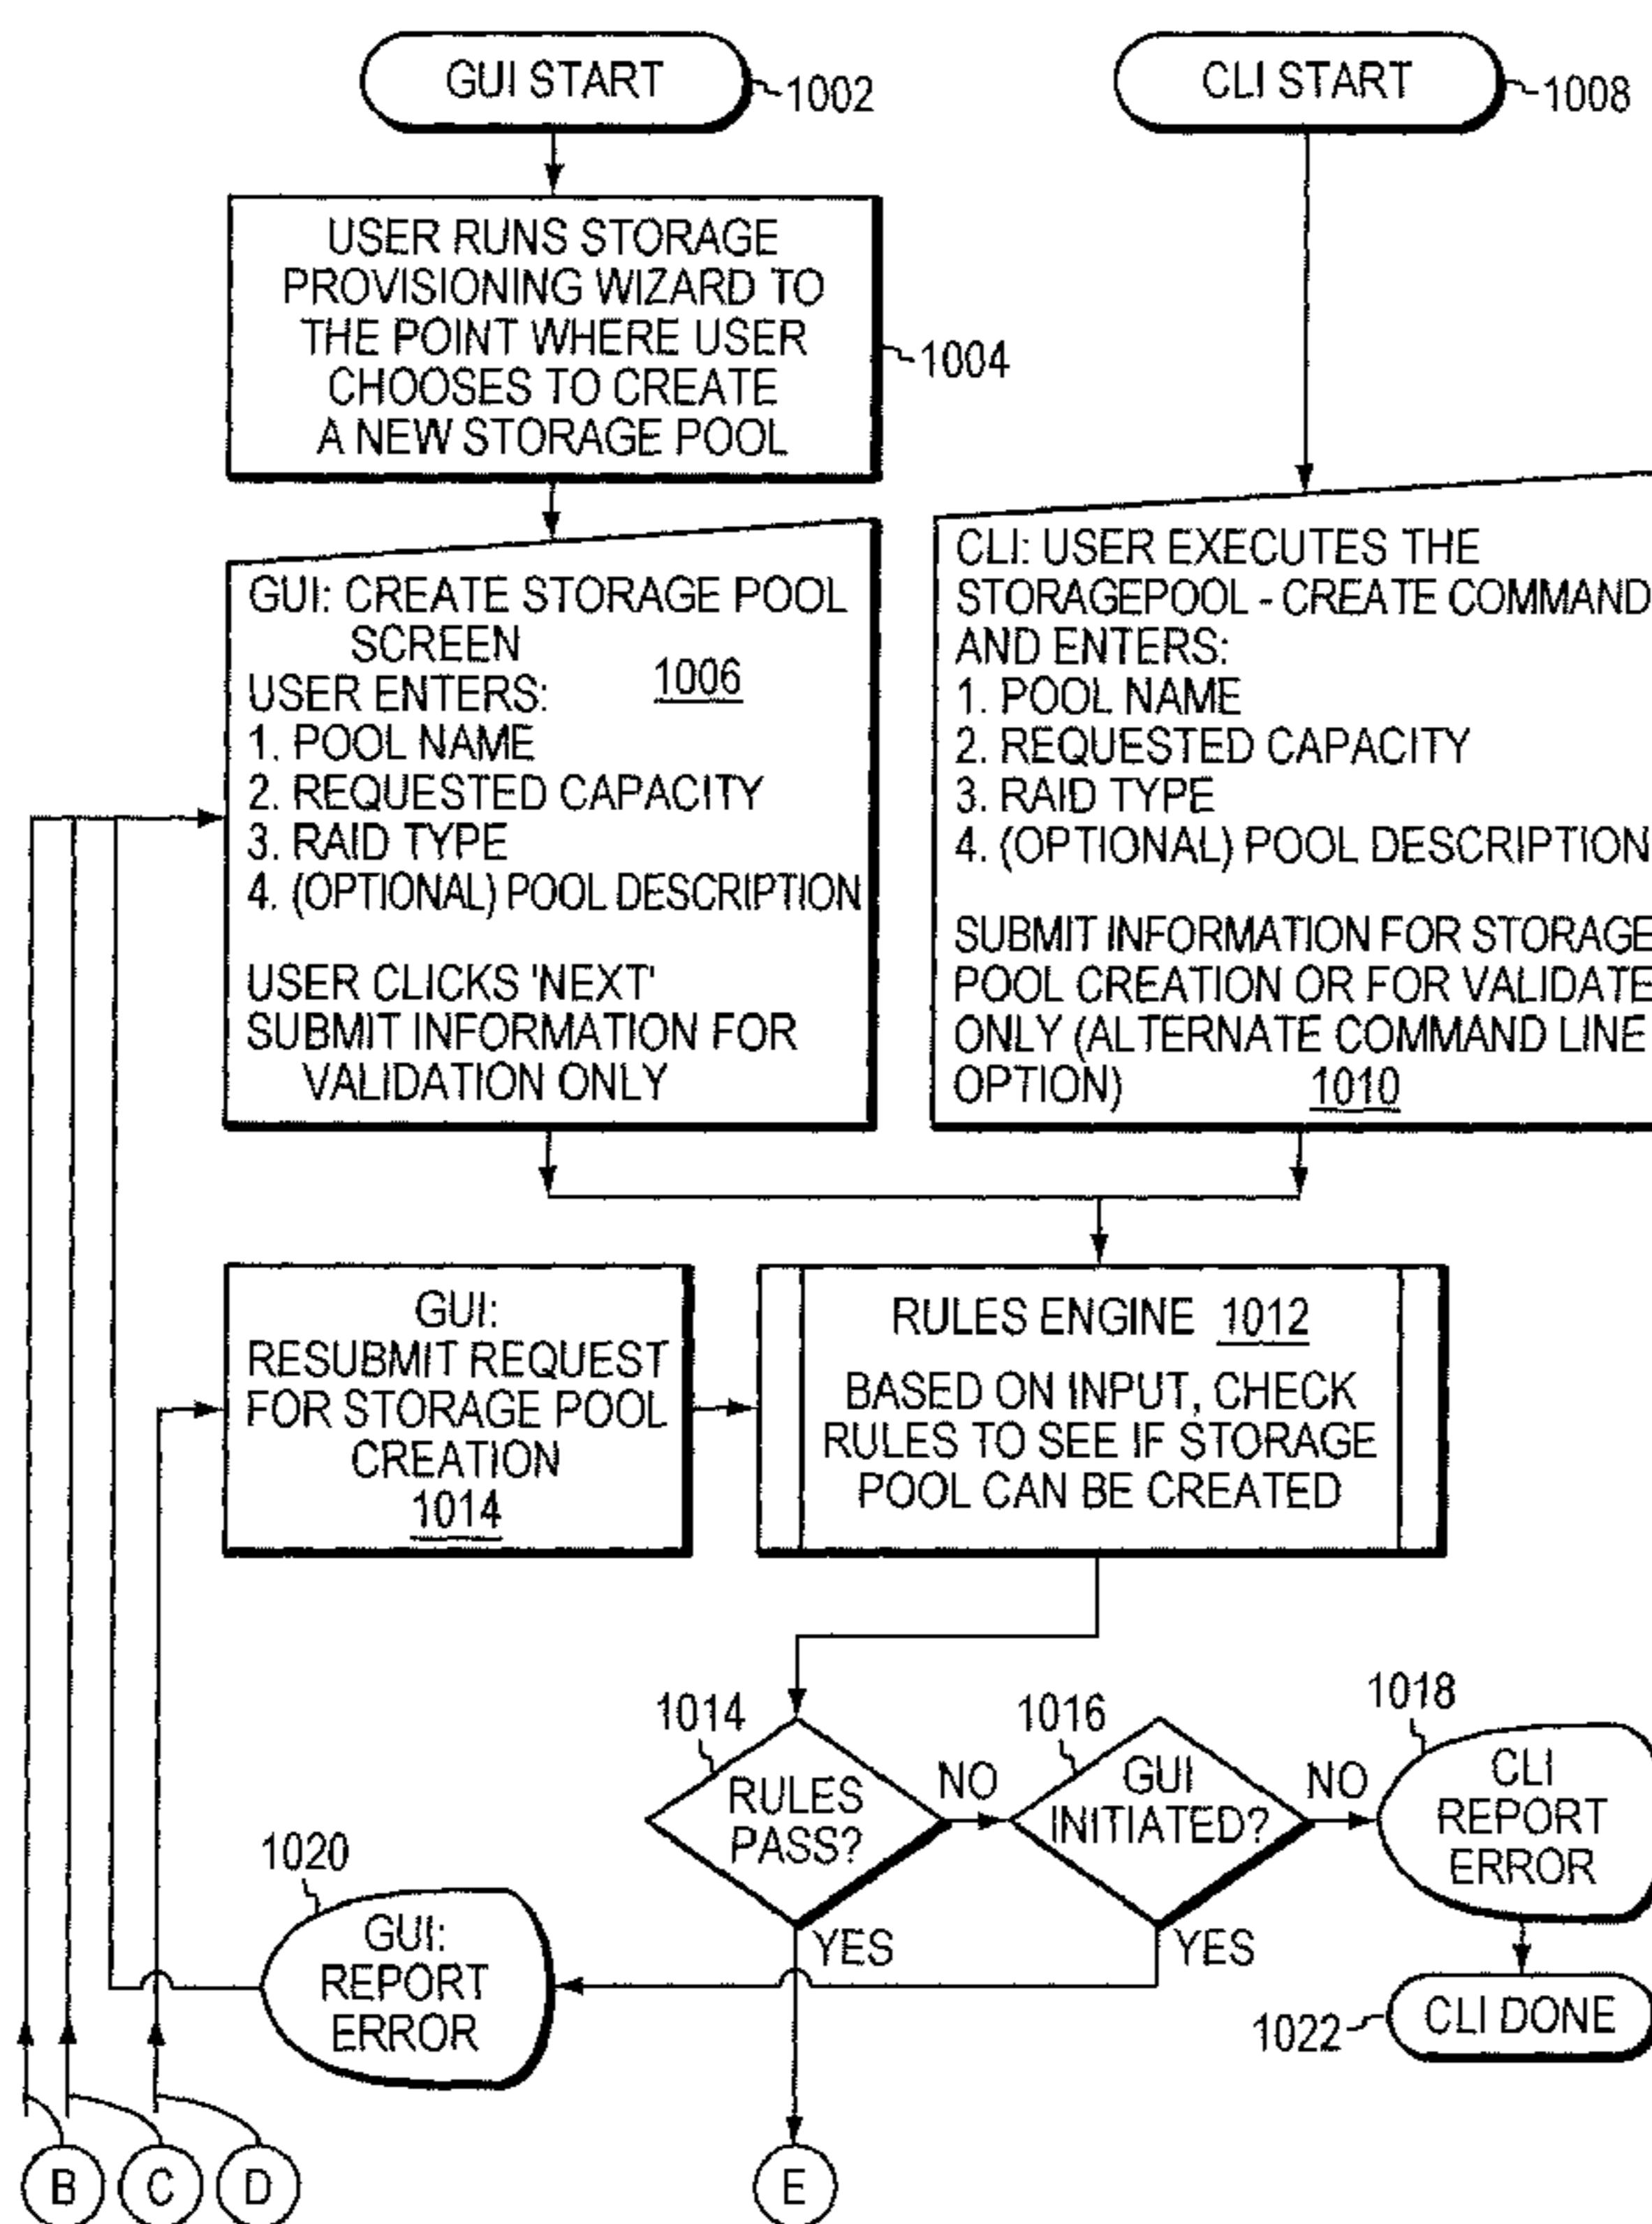 GUI START
1002
CLI START
1008
USER RUNS STORAGE
PROVISIONING WIZARD TO
THE POINT WHERE USER
CHOOSES TO CREATE
A NEW STORAGE POOL
1004
GUI: CREATE STORAGE POOL
SCREEN
1006
USER ENTERS:
1. POOL NAME
2. REQUESTED CAPACITY
3. RAID TYPE
4. (OPTIONAL) POOL DESCRIPTION
USER CLICKS 'NEXT'
SUBMIT INFORMATION FOR
VALIDATION ONLY
CLI: USER EXECUTES THE
STORAGEPOOL - CREATE COMMAND
AND ENTERS:
1. POOL NAME
2. REQUESTED CAPACITY
3. RAID TYPE
4. (OPTIONAL) POOL DESCRIPTION
SUBMIT INFORMATION FOR STORAGE
POOL CREATION OR FOR VALIDATE
ONLY (ALTERNATE COMMAND LINE
OPTION)
1010
GUI:
RESUBMIT REQUEST
FOR STORAGE POOL
CREATION
1014
RULES ENGINE 1012
BASED ON INPUT, CHECK
RULES TO SEE IF STORAGE
POOL CAN BE CREATED
1014
RULES
PASS?
NO
YES
1016
GUI
INITIATED?
NO
YES
1018
CLI
REPORT
ERROR
1020
GUI:
REPORT
ERROR
1022
CLI DONE
B
C
D
E